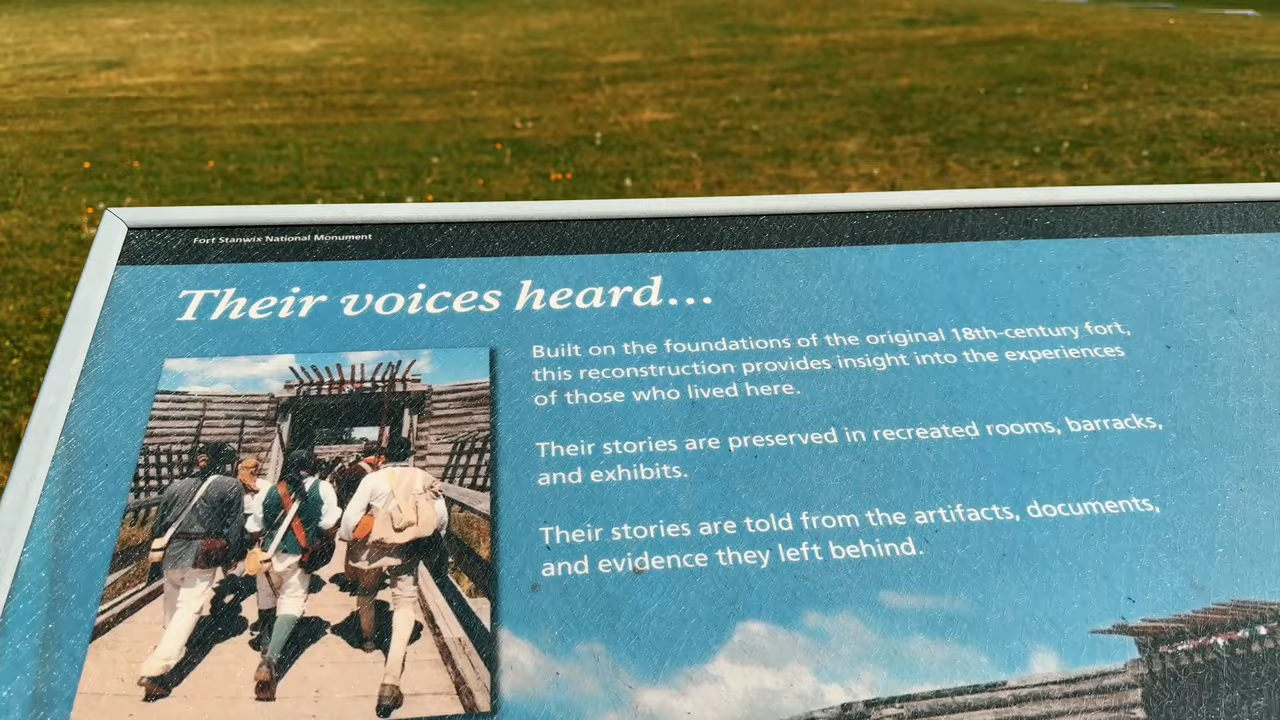 Fort Stanwix National Monument
Their voices heard...
Built on the foundations of the original 18th-century fort,
this reconstruction provides insight into the experiences
of those who lived here.
Their stories are preserved in recreated rooms, barracks,
and exhibits.
Their stories are told from the artifacts, documents,
and evidence they left behind.